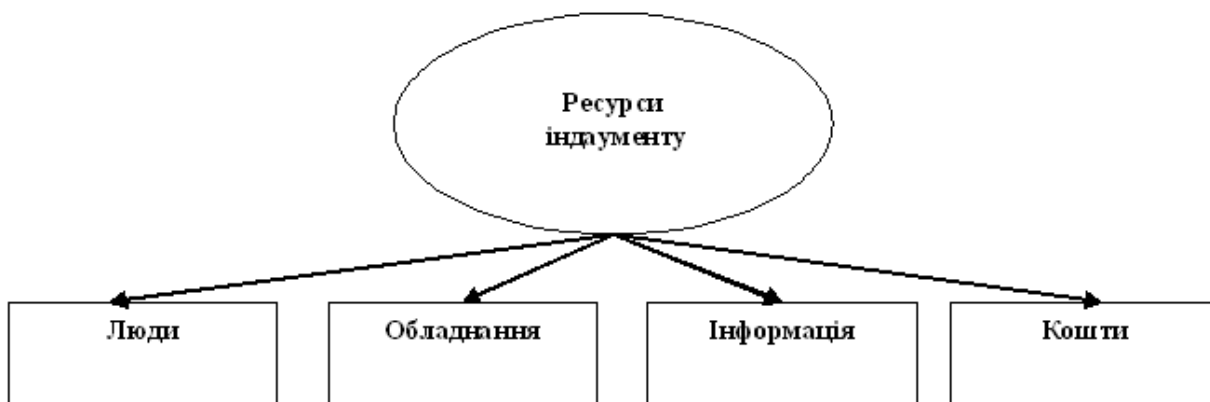 Ресурси
індаументу
Люди
Обладнання
Інформація
Кошти